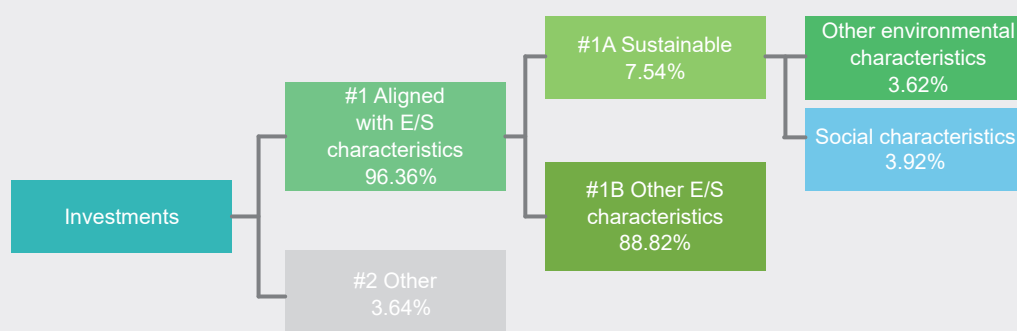 Investments
#1 Aligned
with E/S
characteristics
96.36%
#2 Other
3.64%
#1A Sustainable
7.54%
#1B Other E/S
characteristics
88.82%
Other environmental
characteristics
3.62%
Social characteristics
3.92%